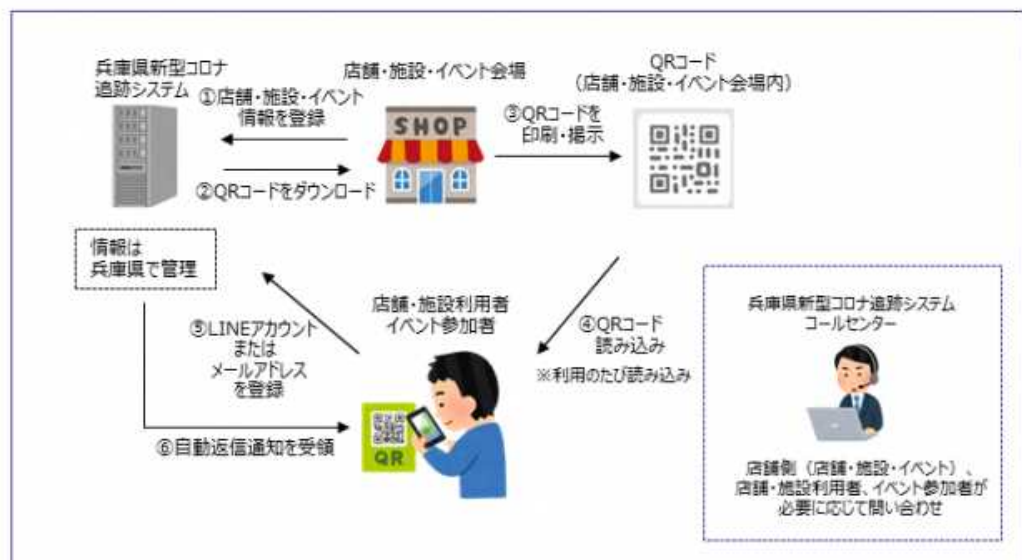 兵庫県新型コロナ
追跡システム
①店舗・施設・イベント
情報を登録
②QRコードをダウンロード
店舗・施設・イベント会場
SHOP
③QRコードを
印刷・掲示
QRコード
（店舗・施設・イベント会場内）
情報は
兵庫県で管理
⑤LINEアカウント
または
メールアドレス
を登録
⑥自動返信通知を受領
店舗・施設利用者
イベント参加者
QR
④QRコード
読み込み
※利用のたび読み込み
兵庫県新型コロナ追跡システム
コールセンター
店舗側（店舗・施設・イベント）、
店舗・施設利用者、イベント参加者が
必要に応じて問い合わせ